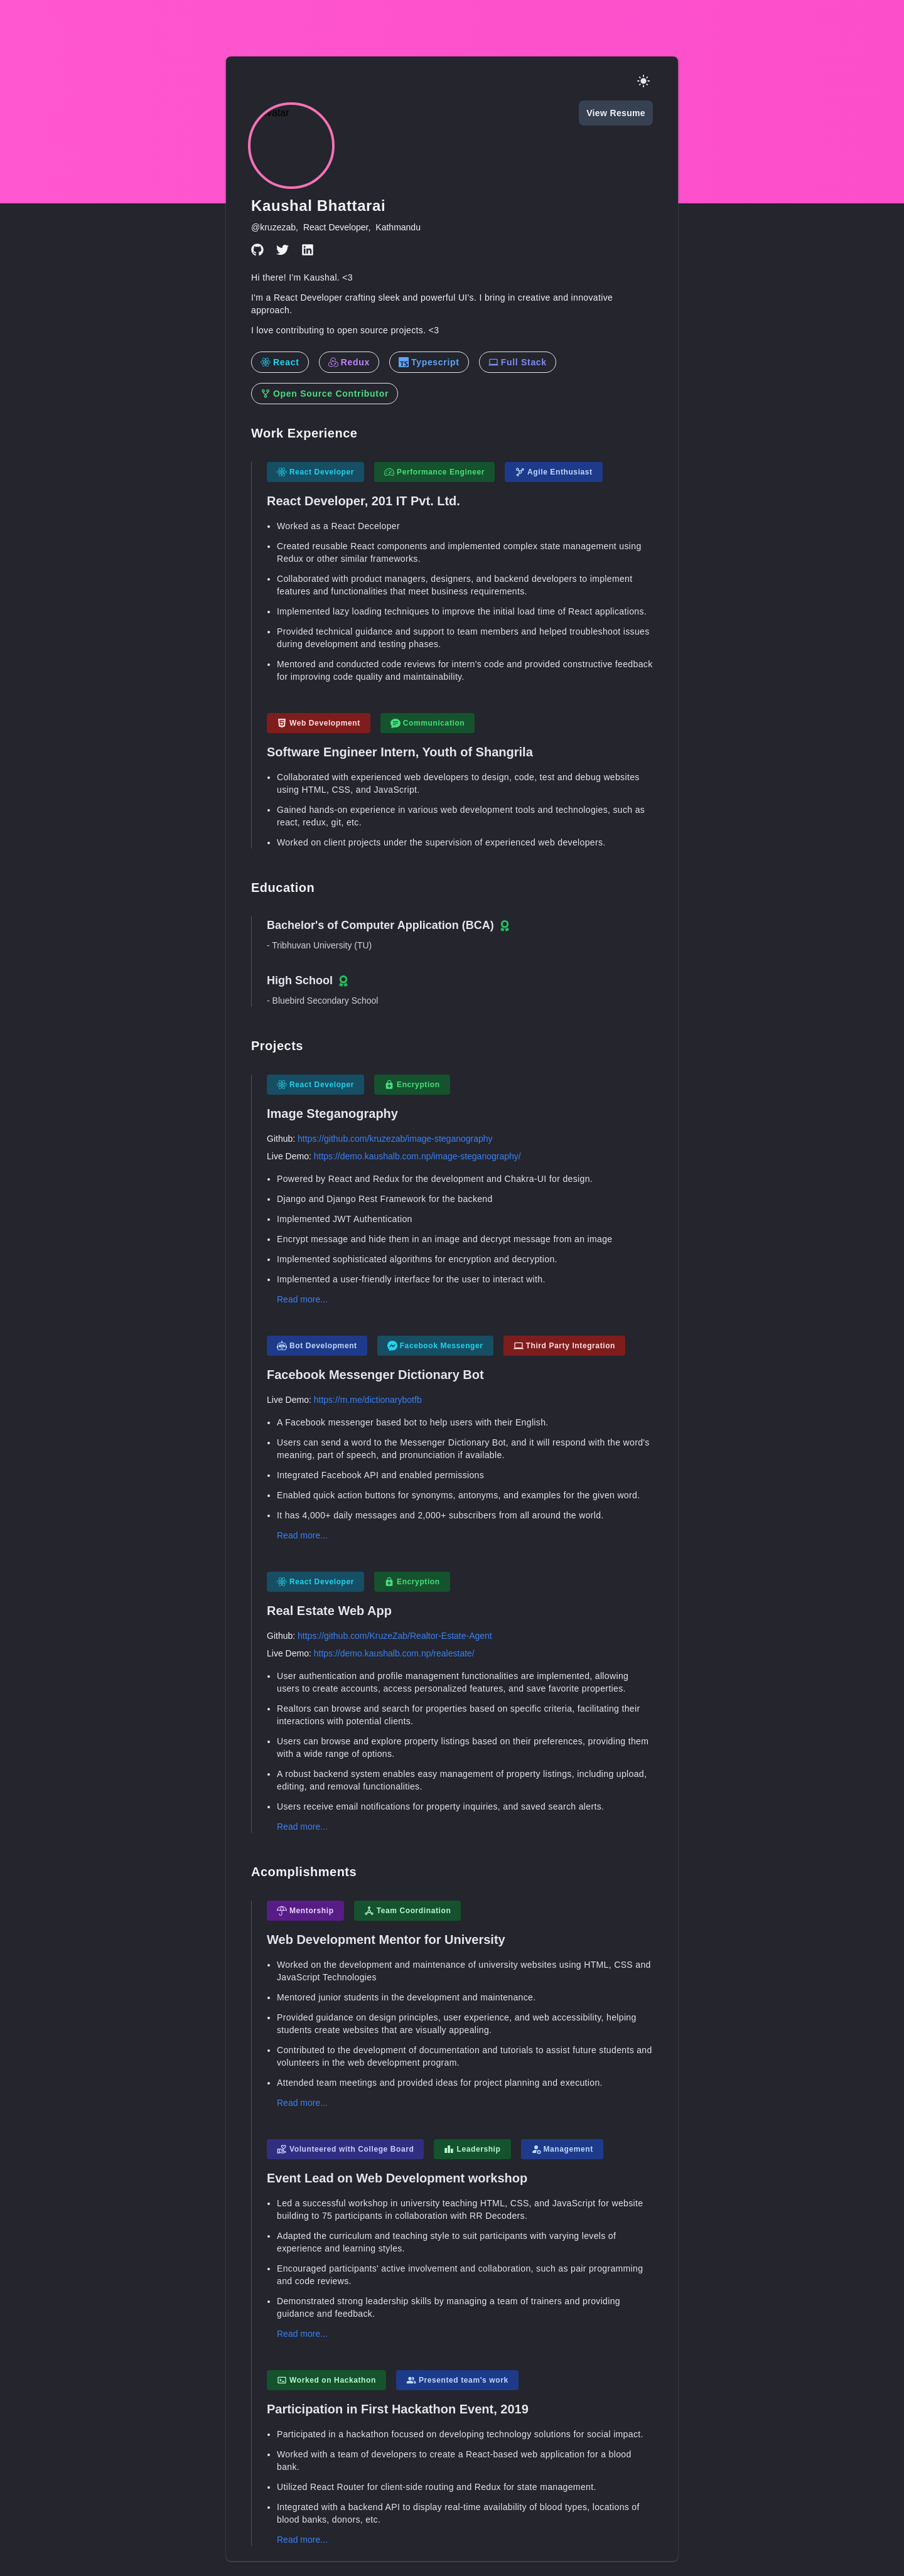 View Resume
vatar
Kaushal Bhattarai
@kruzezab, React Developer, Kathmandu
Hi there! I'm Kaushal. <3
I'm a React Developer crafting sleek and powerful UI's. I bring in creative and innovative
approach.
I love contributing to open source projects. <3
React Redux Typescript Full Stack
Open Source Contributor
Work Experience
React Developer Performance Engineer Agile Enthusiast
React Developer, 201 IT Pvt. Ltd.
• Worked as a React Deceloper
• Created reusable React components and implemented complex state management using
Redux or other similar frameworks.
• Collaborated with product managers, designers, and backend developers to implement
features and functionalities that meet business requirements.
• Implemented lazy loading techniques to improve the initial load time of React applications.
• Provided technical guidance and support to team members and helped troubleshoot issues
during development and testing phases.
• Mentored and conducted code reviews for intern's code and provided constructive feedback
for improving code quality and maintainability.
Web Development Communication
Software Engineer Intern, Youth of Shangrila
• Collaborated with experienced web developers to design, code, test and debug websites
using HTML, CSS, and JavaScript.
• Gained hands-on experience in various web development tools and technologies, such as
react, redux, git, etc.
• Worked on client projects under the supervision of experienced web developers.
Education
Bachelor's of Computer Application (BCA)
- Tribhuvan University (TU)
High School
- Bluebird Secondary School
Projects
React Developer Encryption
Image Steganography
Github: https://github.com/kruzezab/image-steganography
Live Demo: https://demo.kaushalb.com.np/image-steganography/
• Powered by React and Redux for the development and Chakra-UI for design.
• Django and Django Rest Framework for the backend
• Implemented JWT Authentication
• Encrypt message and hide them in an image and decrypt message from an image
• Implemented sophisticated algorithms for encryption and decryption.
• Implemented a user-friendly interface for the user to interact with.
Read more...
Bot Development Facebook Messenger Third Party Integration
Facebook Messenger Dictionary Bot
Live Demo: https://m.me/dictionarybotfb
• A Facebook messenger based bot to help users with their English.
• Users can send a word to the Messenger Dictionary Bot, and it will respond with the word's
meaning, part of speech, and pronunciation if available.
• Integrated Facebook API and enabled permissions
• Enabled quick action buttons for synonyms, antonyms, and examples for the given word.
• It has 4,000+ daily messages and 2,000+ subscribers from all around the world.
Read more...
React Developer Encryption
Real Estate Web App
Github: https://github.com/KruzeZab/Realtor-Estate-Agent
Live Demo: https://demo.kaushalb.com.np/realestate/
• User authentication and profile management functionalities are implemented, allowing
users to create accounts, access personalized features, and save favorite properties.
• Realtors can browse and search for properties based on specific criteria, facilitating their
interactions with potential clients.
• Users can browse and explore property listings based on their preferences, providing them
with a wide range of options.
• A robust backend system enables easy management of property listings, including upload,
editing, and removal functionalities.
• Users receive email notifications for property inquiries, and saved search alerts.
Read more...
Acomplishments
Mentorship Team Coordination
Web Development Mentor for University
• Worked on the development and maintenance of university websites using HTML, CSS and
JavaScript Technologies
• Mentored junior students in the development and maintenance.
• Provided guidance on design principles, user experience, and web accessibility, helping
students create websites that are visually appealing.
• Contributed to the development of documentation and tutorials to assist future students and
volunteers in the web development program.
• Attended team meetings and provided ideas for project planning and execution.
Read more...
Volunteered with College Board Leadership Management
Event Lead on Web Development workshop
• Led a successful workshop in university teaching HTML, CSS, and JavaScript for website
building to 75 participants in collaboration with RR Decoders.
• Adapted the curriculum and teaching style to suit participants with varying levels of
experience and learning styles.
• Encouraged participants' active involvement and collaboration, such as pair programming
and code reviews.
• Demonstrated strong leadership skills by managing a team of trainers and providing
guidance and feedback.
Read more...
Worked on Hackathon Presented team's work
Participation in First Hackathon Event, 2019
• Participated in a hackathon focused on developing technology solutions for social impact.
• Worked with a team of developers to create a React-based web application for a blood
bank.
• Utilized React Router for client-side routing and Redux for state management.
• Integrated with a backend API to display real-time availability of blood types, locations of
blood banks, donors, etc.
Read more...